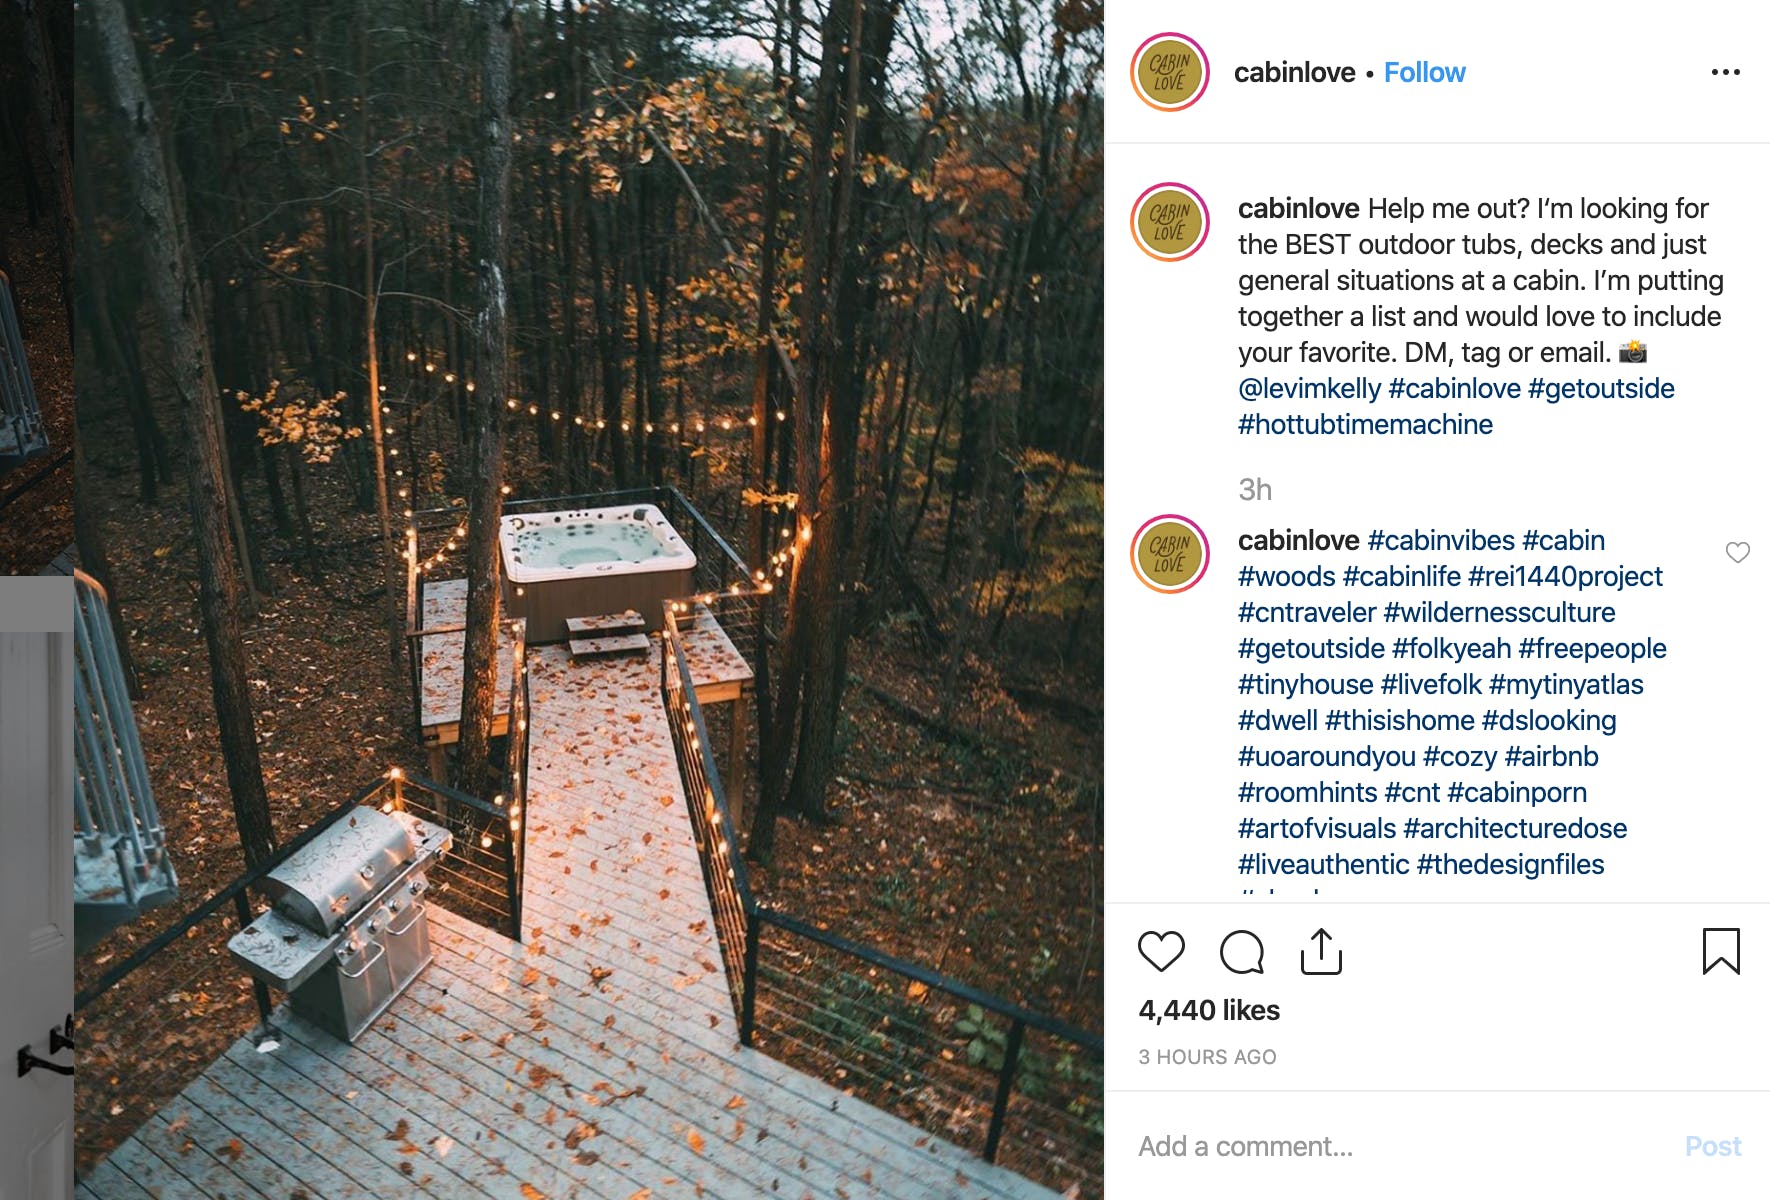 CABIN
LOVE
cabinlove • Follow
CABIN
LOVE
cabinlove Help me out? I‘m looking for
the BEST outdoor tubs, decks and just
general situations at a cabin. I’m putting
together a list and would love to include
your favorite. DM, tag or email. 📸
@levimkelly #cabinlove #getoutside
#hottubtimemachine
3h
CABIN
LOVE
cabinlove #cabinvibes #cabin
#woods #cabinlife #rei1440project
#cntraveler #wildernessculture
#getoutside #folkyeah #freepeople
#tinyhouse #livefolk #mytinyatlas
#dwell #thisishome #dslooking
#uoaroundyou #cozy #airbnb
#roomhints #cnt #cabinporn
#artofvisuals #architecturedose
#liveauthentic #thedesignfiles
4,440 likes
3 HOURS AGO
Add a comment...
Post